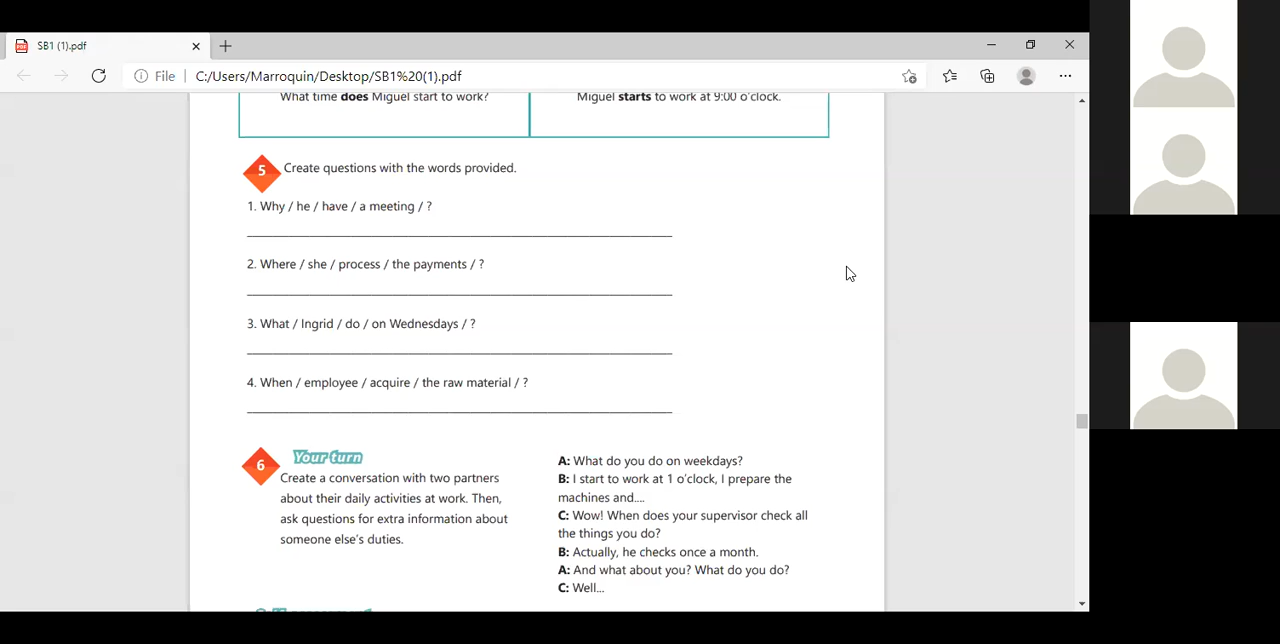 SB1 (1).pdf
File | C:/Users/Marroquin/Desktop/SB1%20(1).pdf
What time does Miguel start to work?
Miguel starts to work at 9:00 o'clock.
5 Create questions with the words provided.
1. Why / he / have / a meeting / ?
2. Where / she / process / the payments / ?
3. What / Ingrid / do / on Wednesdays / ?
4. When / employee / acquire / the raw material / ?
6 Your turn
Create a conversation with two partners
about their daily activities at work. Then,
ask questions for extra information about
someone else's duties.
A: What do you do on weekdays?
B: I start to work at 1 o'clock, I prepare the
machines and....
C: Wow! When does your supervisor check all
the things you do?
B: Actually, he checks once a month.
A: And what about you? What do you do?
C: Well...